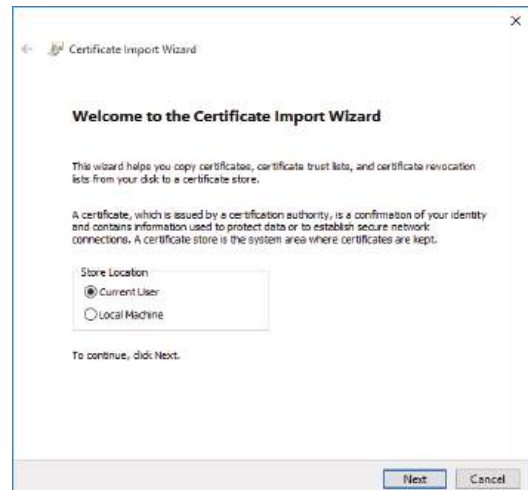 Certificate Import Wizard
Welcome to the Certificate Import Wizard
This wizard helps you copy certificates, certificate trust lists, and certificate revocation
lists from your disk to a certificate store.
A certificate, which is issued by a certification authority, is a confirmation of your identity
and contains information used to protect data or to establish secure network
connections. A certificate store is the system area where certificates are kept.
Store Location
Current User
Local Machine
To continue, click Next.
Next Cancel